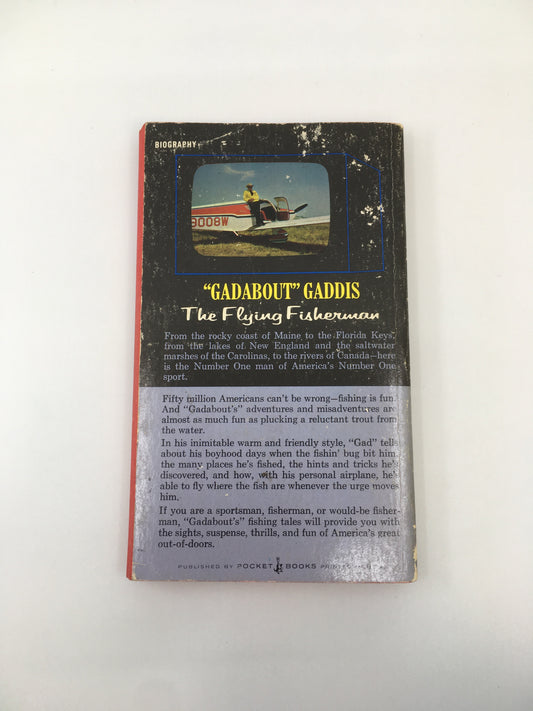 BIOGRAPHY
9008W
"GADABOUT" GADDIS
The Flying Fisherman
From the rocky coast of Maine to the Florida Keys,
from the lakes of New England and the saltwater
marshes of the Carolinas, to the rivers of Canada—here
is the Number One man of America's Number One
sport.
Fifty million Americans can't be wrong—fishing is fun.
And "Gadabout's" adventures and misadventures are
almost as much fun as plucking a reluctant trout from
the water.
In his inimitable warm and friendly style, "Gad" tells
about his boyhood days when the fishin' bug bit him,
the many places he's fished, the hints and tricks he's
discovered, and how, with his personal airplane, he's
able to fly where the fish are whenever the urge moves
him.
If you are a sportsman, fisherman, or would-be fisher-
man, "Gadabout's" fishing tales will provide you with
the sights, suspense, thrills, and fun of America's great
out-of-doors.
PUBLISHED BY POCKET BOOKS